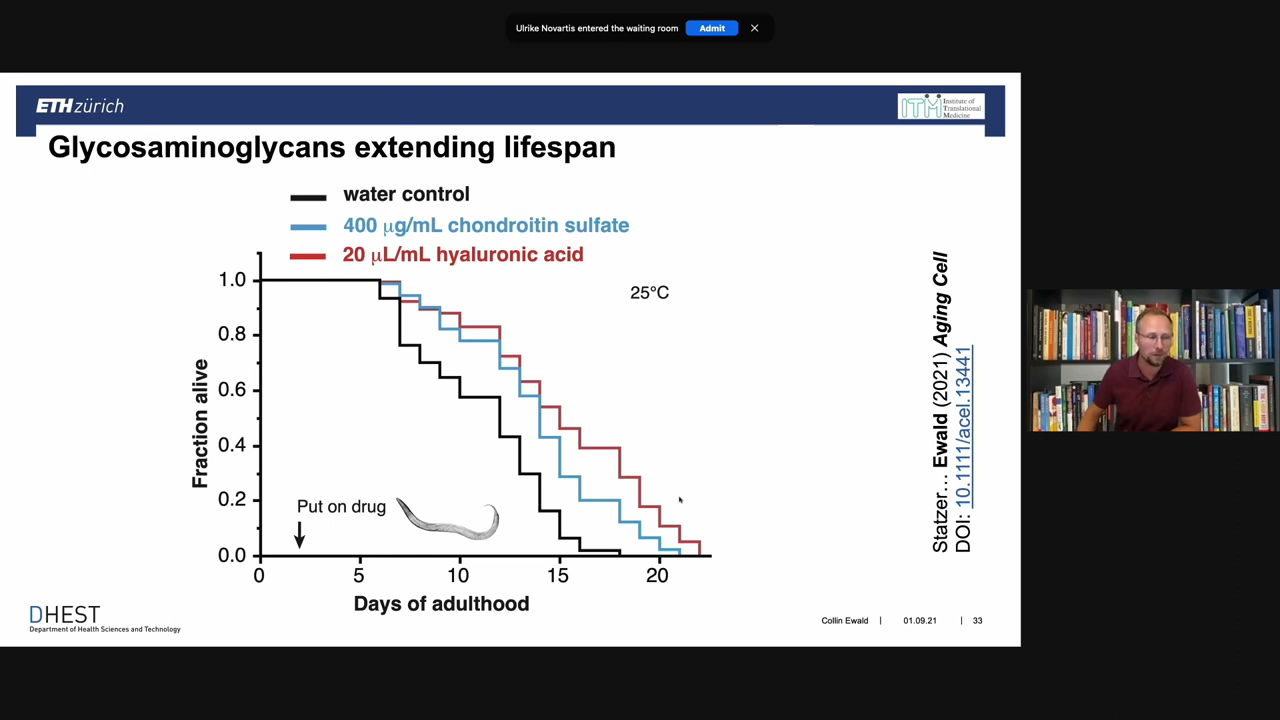 Ulrike Novartis entered the waiting room Admit
ETH zürich
ITM Institute of Translational Medicine
Glycosaminoglycans extending lifespan
water control
400 μg/mL chondroitin sulfate
20 μL/mL hyaluronic acid
25°C
1.0
0.8
0.6
0.4
0.2
0.0
Fraction alive
Put on drug
0 5 10 15 20
Days of adulthood
Statzer... Ewald (2021) Aging Cell
DOI: 10.1111/acel.13441
DHEST
Department of Health Sciences and Technology
Collin Ewald | 01.09.21 | 33